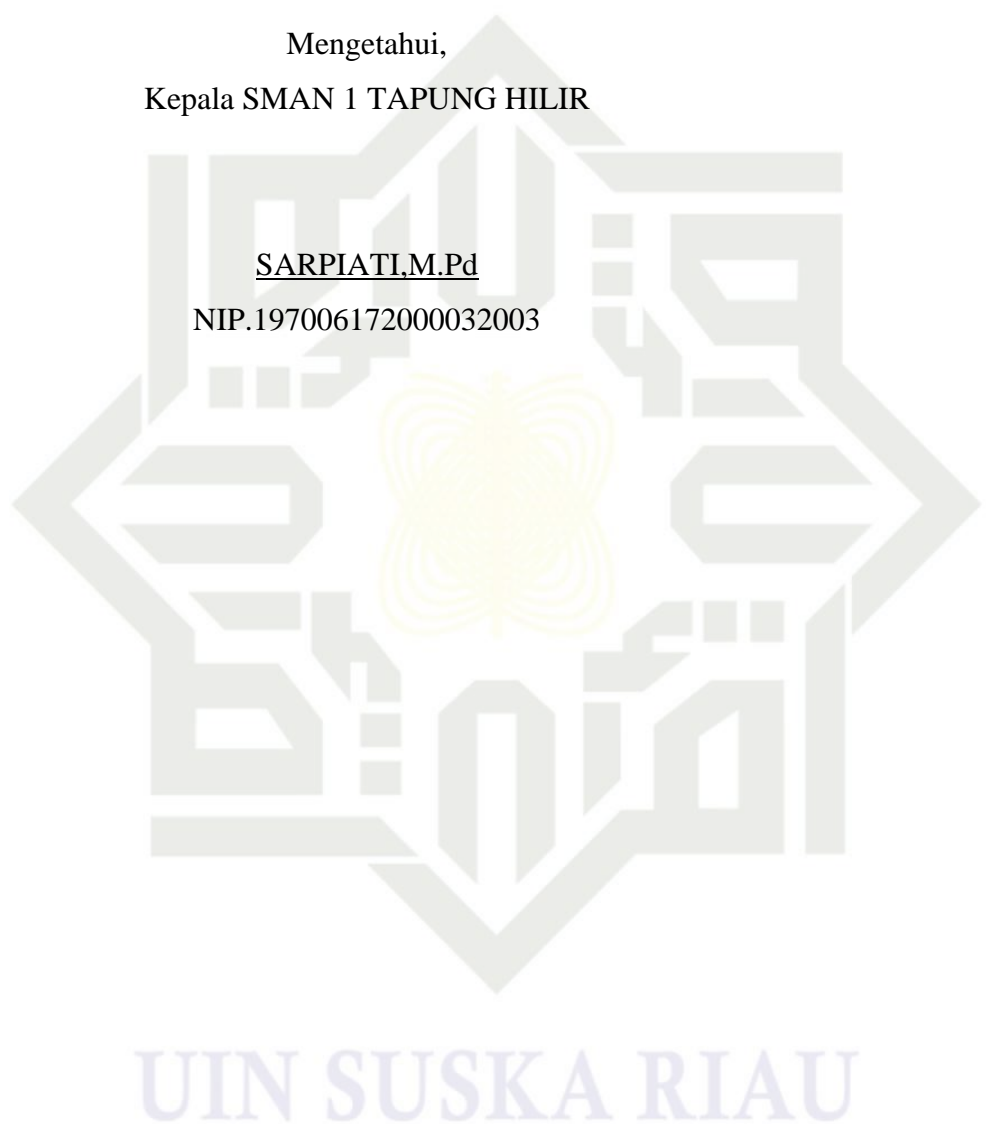 Mengetahui,
Kepala SMAN 1 TAPUNG HILIR
SARPIATI,M.Pd
NIP.197006172000032003
UIN SUSKA RIAU